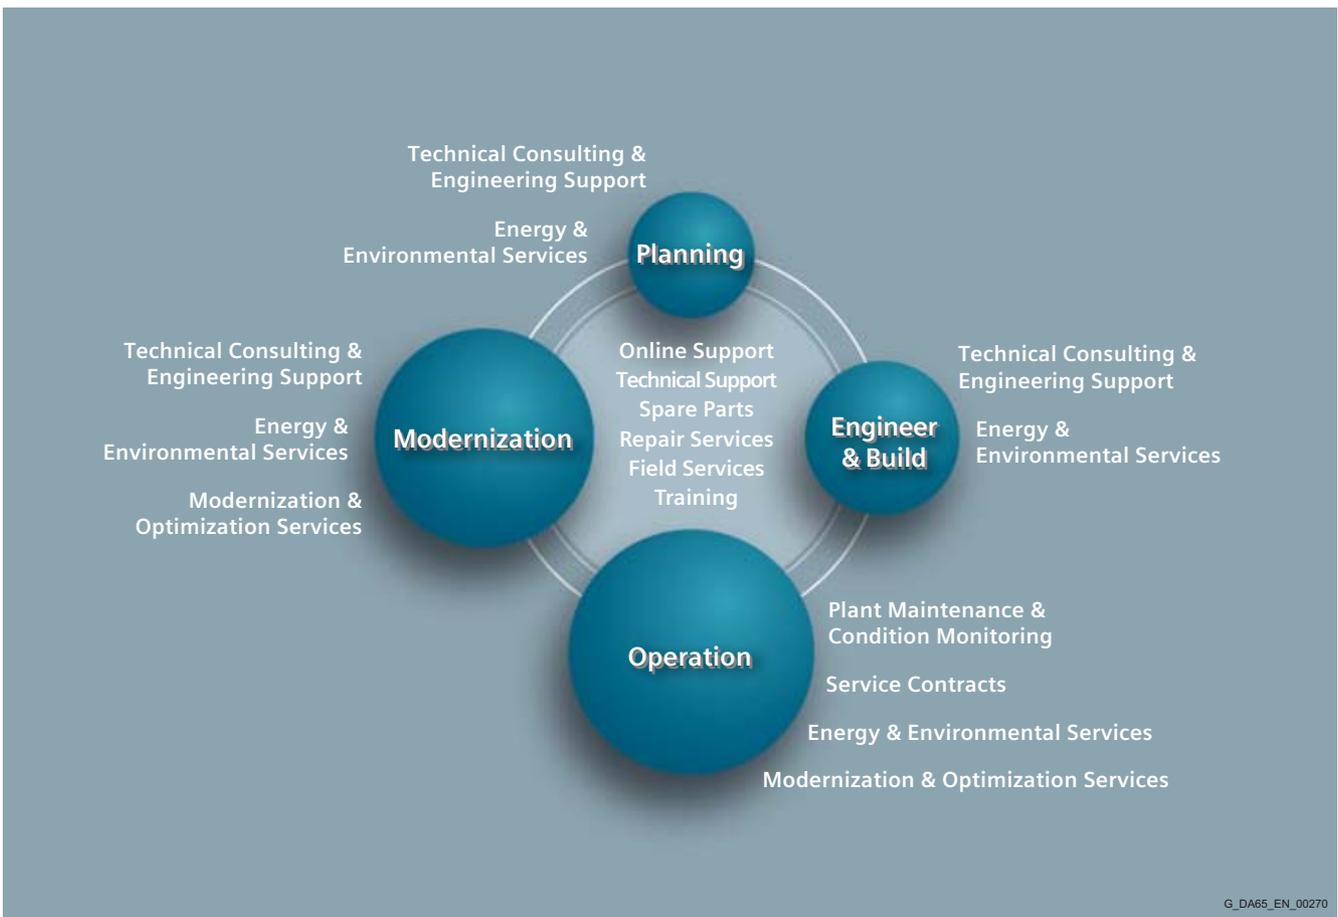 Technical Consulting &
Engineering Support
Energy &
Environmental Services
Planning
Technical Consulting &
Engineering Support
Energy &
Environmental Services
Modernization &
Optimization Services
Modernization
Online Support
Technical Support
Spare Parts
Repair Services
Field Services
Training
Engineer
& Build
Technical Consulting &
Engineering Support
Energy &
Environmental Services
Operation
Plant Maintenance &
Condition Monitoring
Service Contracts
Energy & Environmental Services
Modernization & Optimization Services
G_DA65_EN_00270